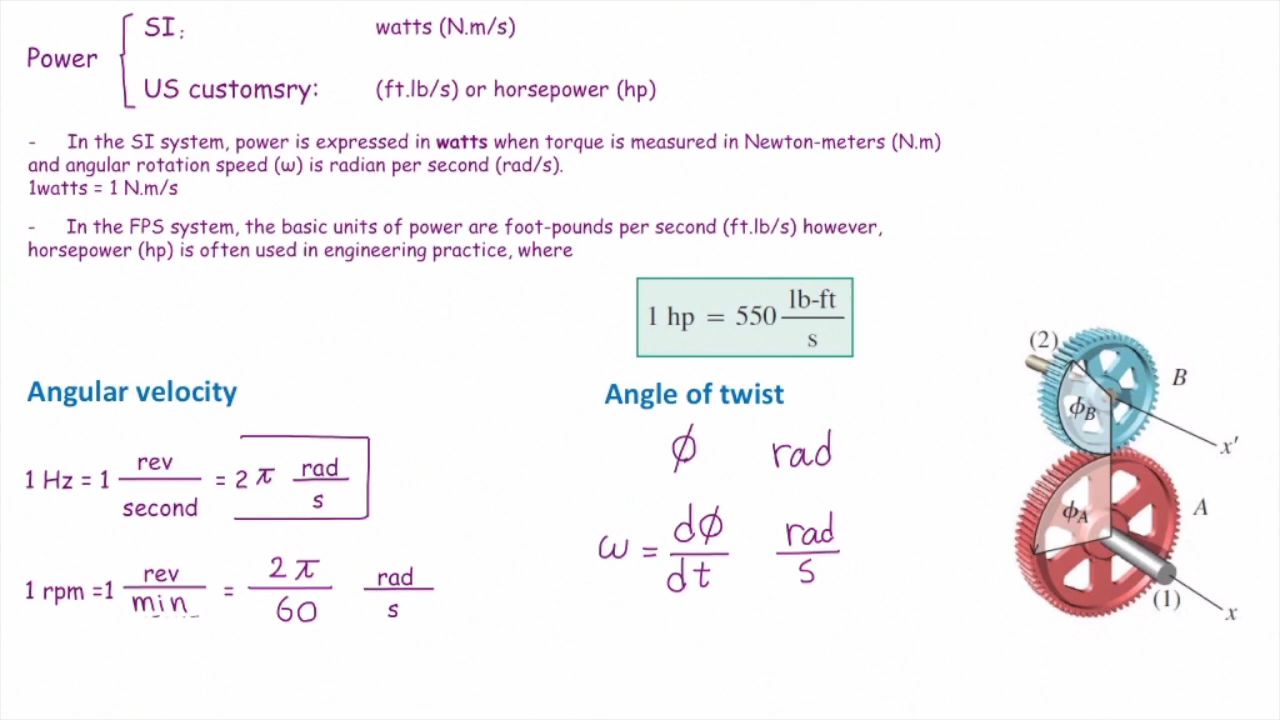 Power
SI:
watts (N.m/s)
US customsry:
(ft.lb/s) or horsepower (hp)
- In the SI system, power is expressed in watts when torque is measured in Newton-meters (N.m)
and angular rotation speed (ω) is radian per second (rad/s).
1watts = 1 N.m/s
- In the FPS system, the basic units of power are foot-pounds per second (ft.lb/s) however,
horsepower (hp) is often used in engineering practice, where
1 hp = 550 lb-ft/s
Angular velocity
1 Hz = 1 rev/second = 2 π rad/s
1 rpm =1 rev/min = 2π/60 rad/s
Angle of twist
ϕ rad
ω = dϕ/dt rad/s
(2)
B
ϕB
x′
A
ϕA
(1)
x